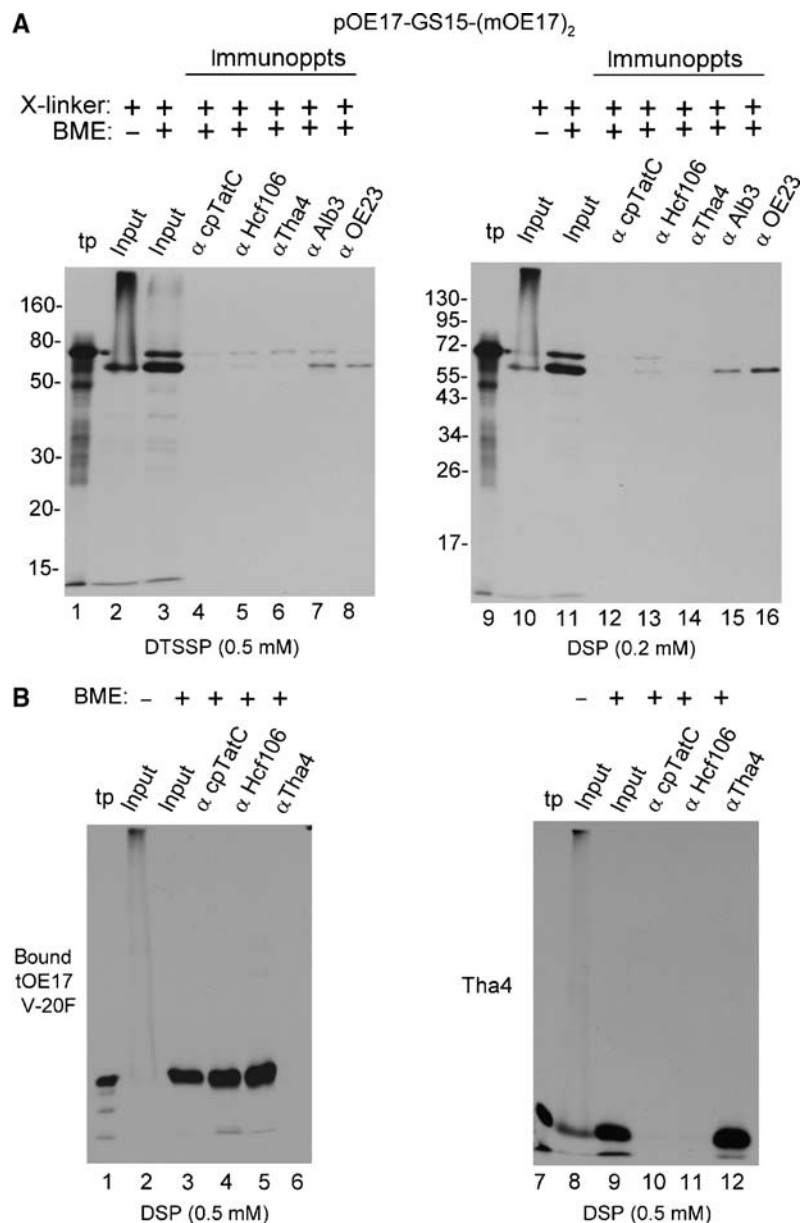 A
pOE17-GS15-(mOE17)2
Immunoppts
X-linker: + + + + + + +
BME: − + + + + + +
tp Input Input α cpTatC α Hcf106 αTha4 α Alb3 α OE23
160-
80-
50-
30-
20-
15-
1 2 3 4 5 6 7 8
DTSSP (0.5 mM)
Immunoppts
+ + + + + + +
− + + + + + +
tp Input Input α cpTatC α Hcf106 αTha4 α Alb3 α OE23
130-
95-
72-
55-
43-
34-
26-
17-
9 10 11 12 13 14 15 16
DSP (0.2 mM)
B
BME: − + + + +
tp Input Input α cpTatC α Hcf106 αTha4
Bound
tOE17
V-20F
1 2 3 4 5 6
DSP (0.5 mM)
− + + + +
tp Input Input α cpTatC α Hcf106 αTha4
Tha4
7 8 9 10 11 12
DSP (0.5 mM)